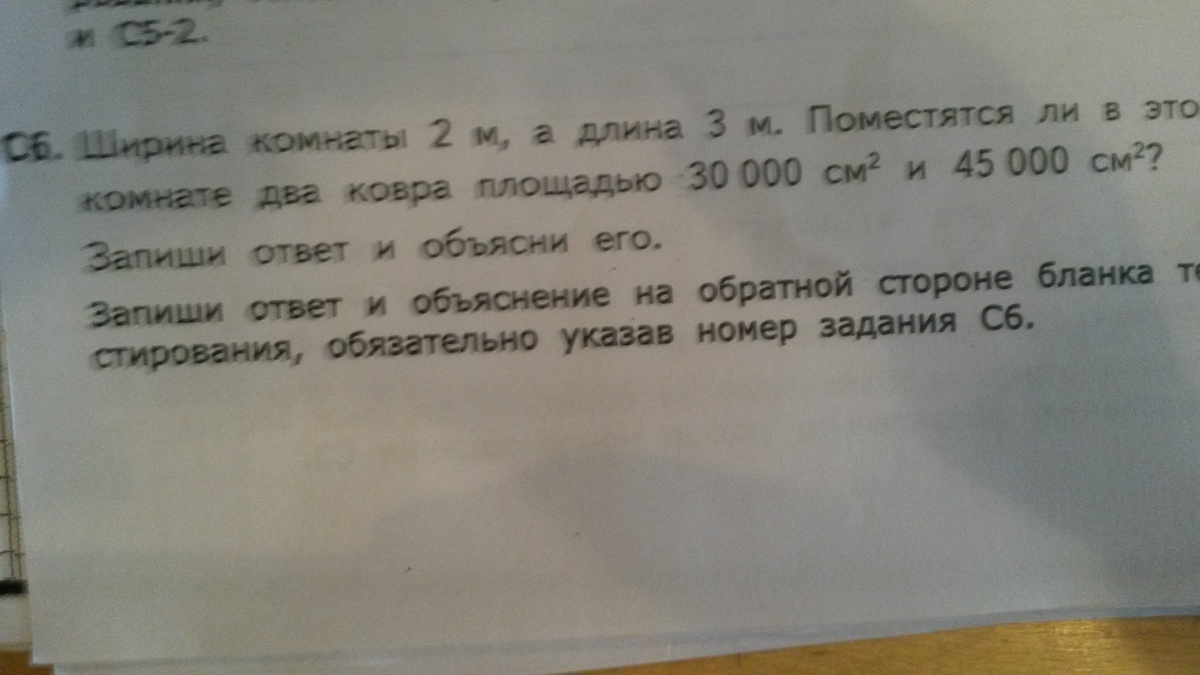 и С5-2.
С6. Ширина комнаты 2 м, а длина 3 м. Поместятся ли в это
комнате два ковра площадью 30 000 см² и 45 000 см²?
Запиши ответ и объясни его.
Запиши ответ и объяснение на обратной стороне бланка те
стирования, обязательно указав номер задания С6.